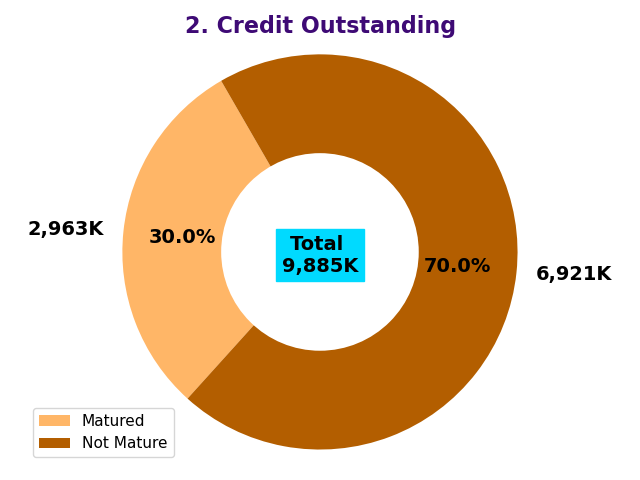 2. Credit Outstanding
2,963K
30.0%
Total
9,885K
70.0%
6,921K
Matured
Not Mature